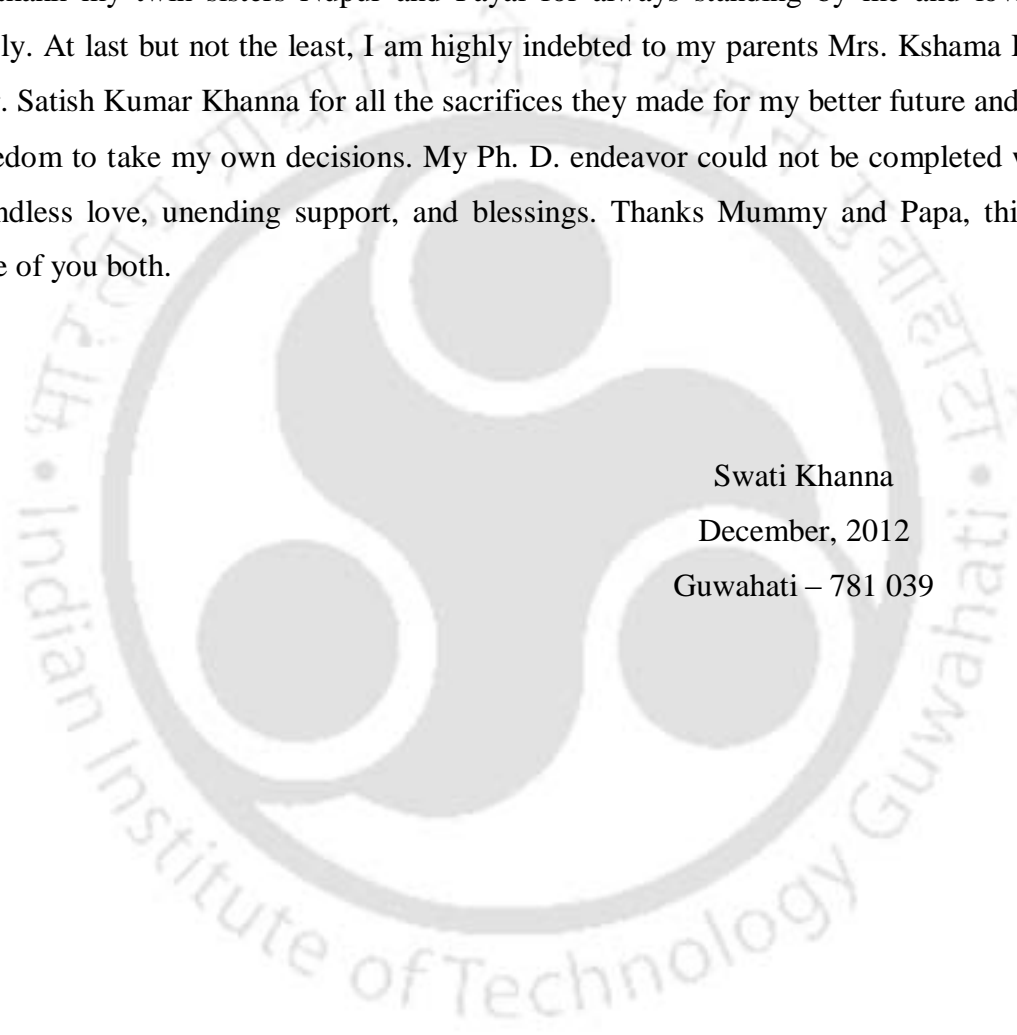 my twin sisters Nupur and Payal for always standing by me and
ly. At last but not the least, I am highly indebted to my parents Mrs. Kshama
. Satish Kumar Khanna for all the sacrifices they made for my better future and
edom to take my own decisions. My Ph. D. endeavor could not be completed
ndless love, unending support, and blessings. Thanks Mummy and Papa,
e of you both.
Swati Khanna
December, 2012
Guwahati – 781 039
Indian Institute of Technology Guwahati